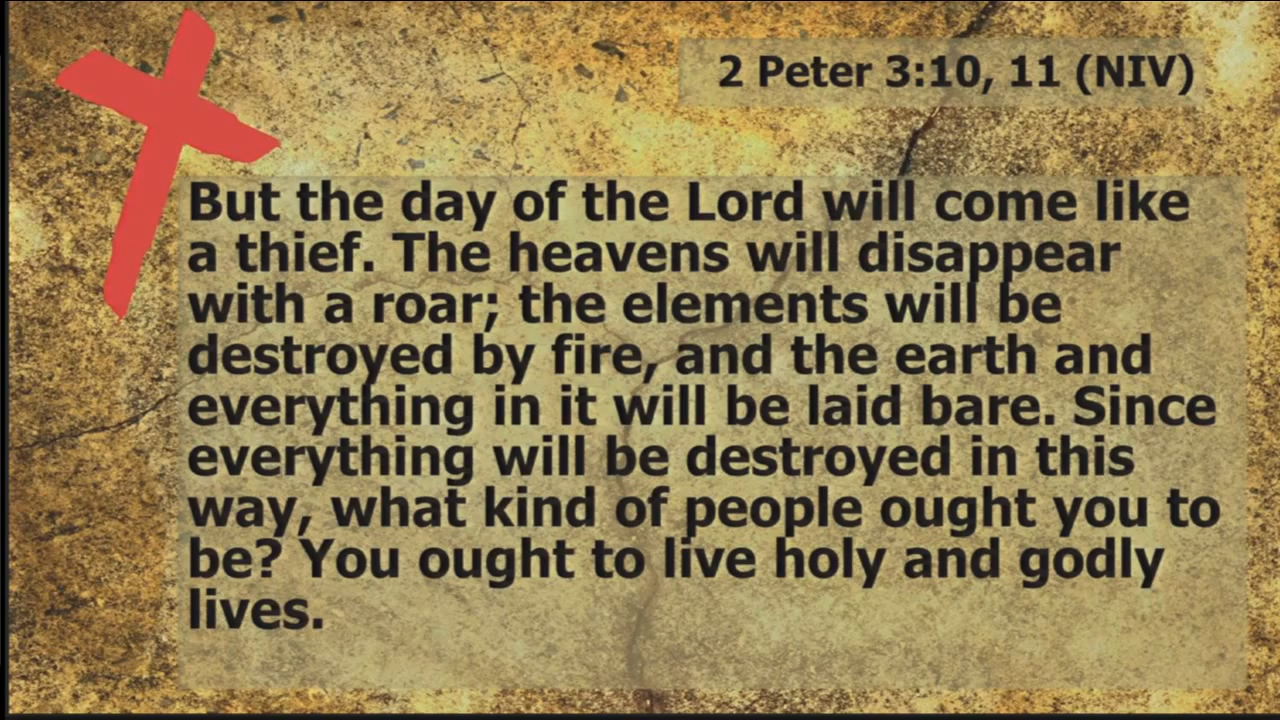 2 Peter 3:10, 11 (NIV)
But the day of the Lord will come like
a thief. The heavens will disappear
with a roar; the elements will be
destroyed by fire, and the earth and
everything in it will be laid bare. Since
everything will be destroyed in this
way, what kind of people ought you to
be? You ought to live holy and godly
lives.